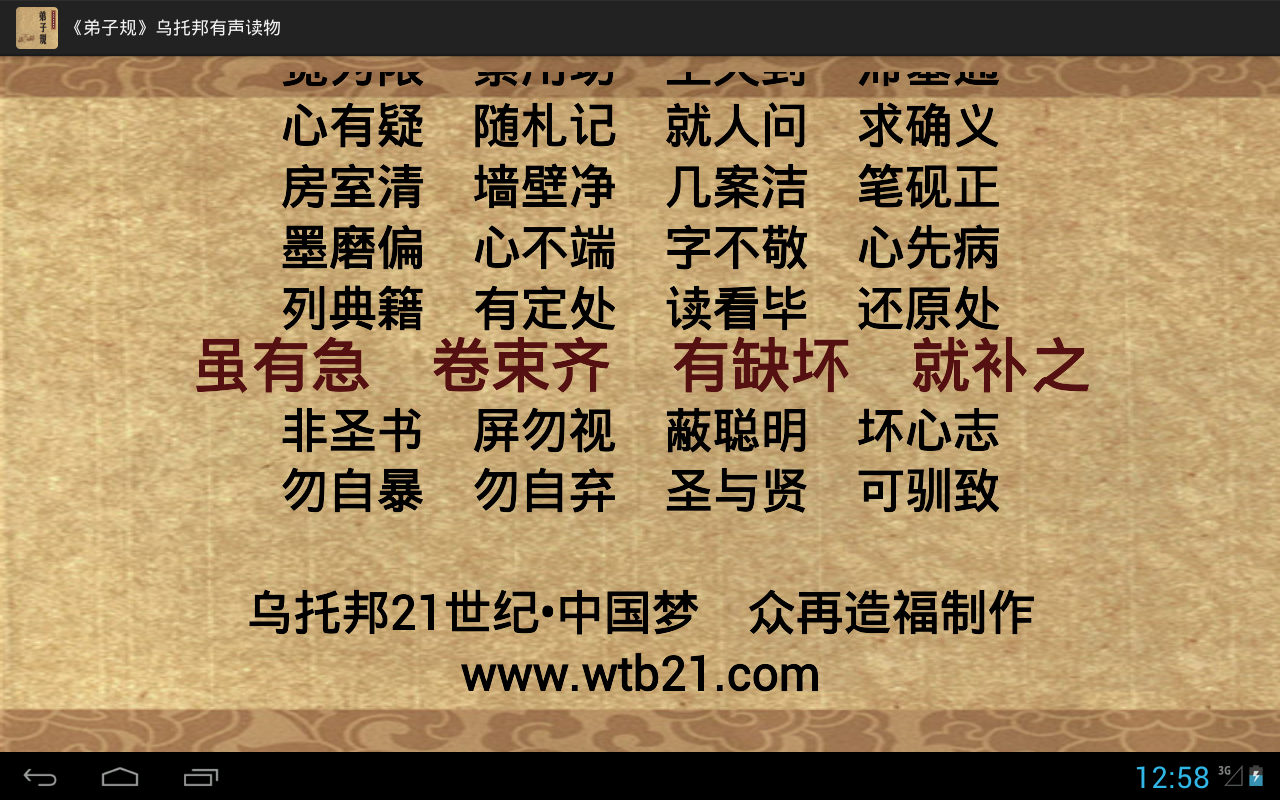 弟子规
《弟子规》乌托邦有声读物
心有疑 随札记 就人问 求确义
房室清 墙壁净 几案洁 笔砚正
墨磨偏 心不端 字不敬 心先病
列典籍 有定处 读看毕 还原处
虽有急 卷束齐 有缺坏 就补之
非圣书 屏勿视 蔽聪明 坏心志
勿自暴 勿自弃 圣与贤 可驯致
乌托邦21世纪•中国梦 众再造福制作
www.wtb21.com
12:58 3G